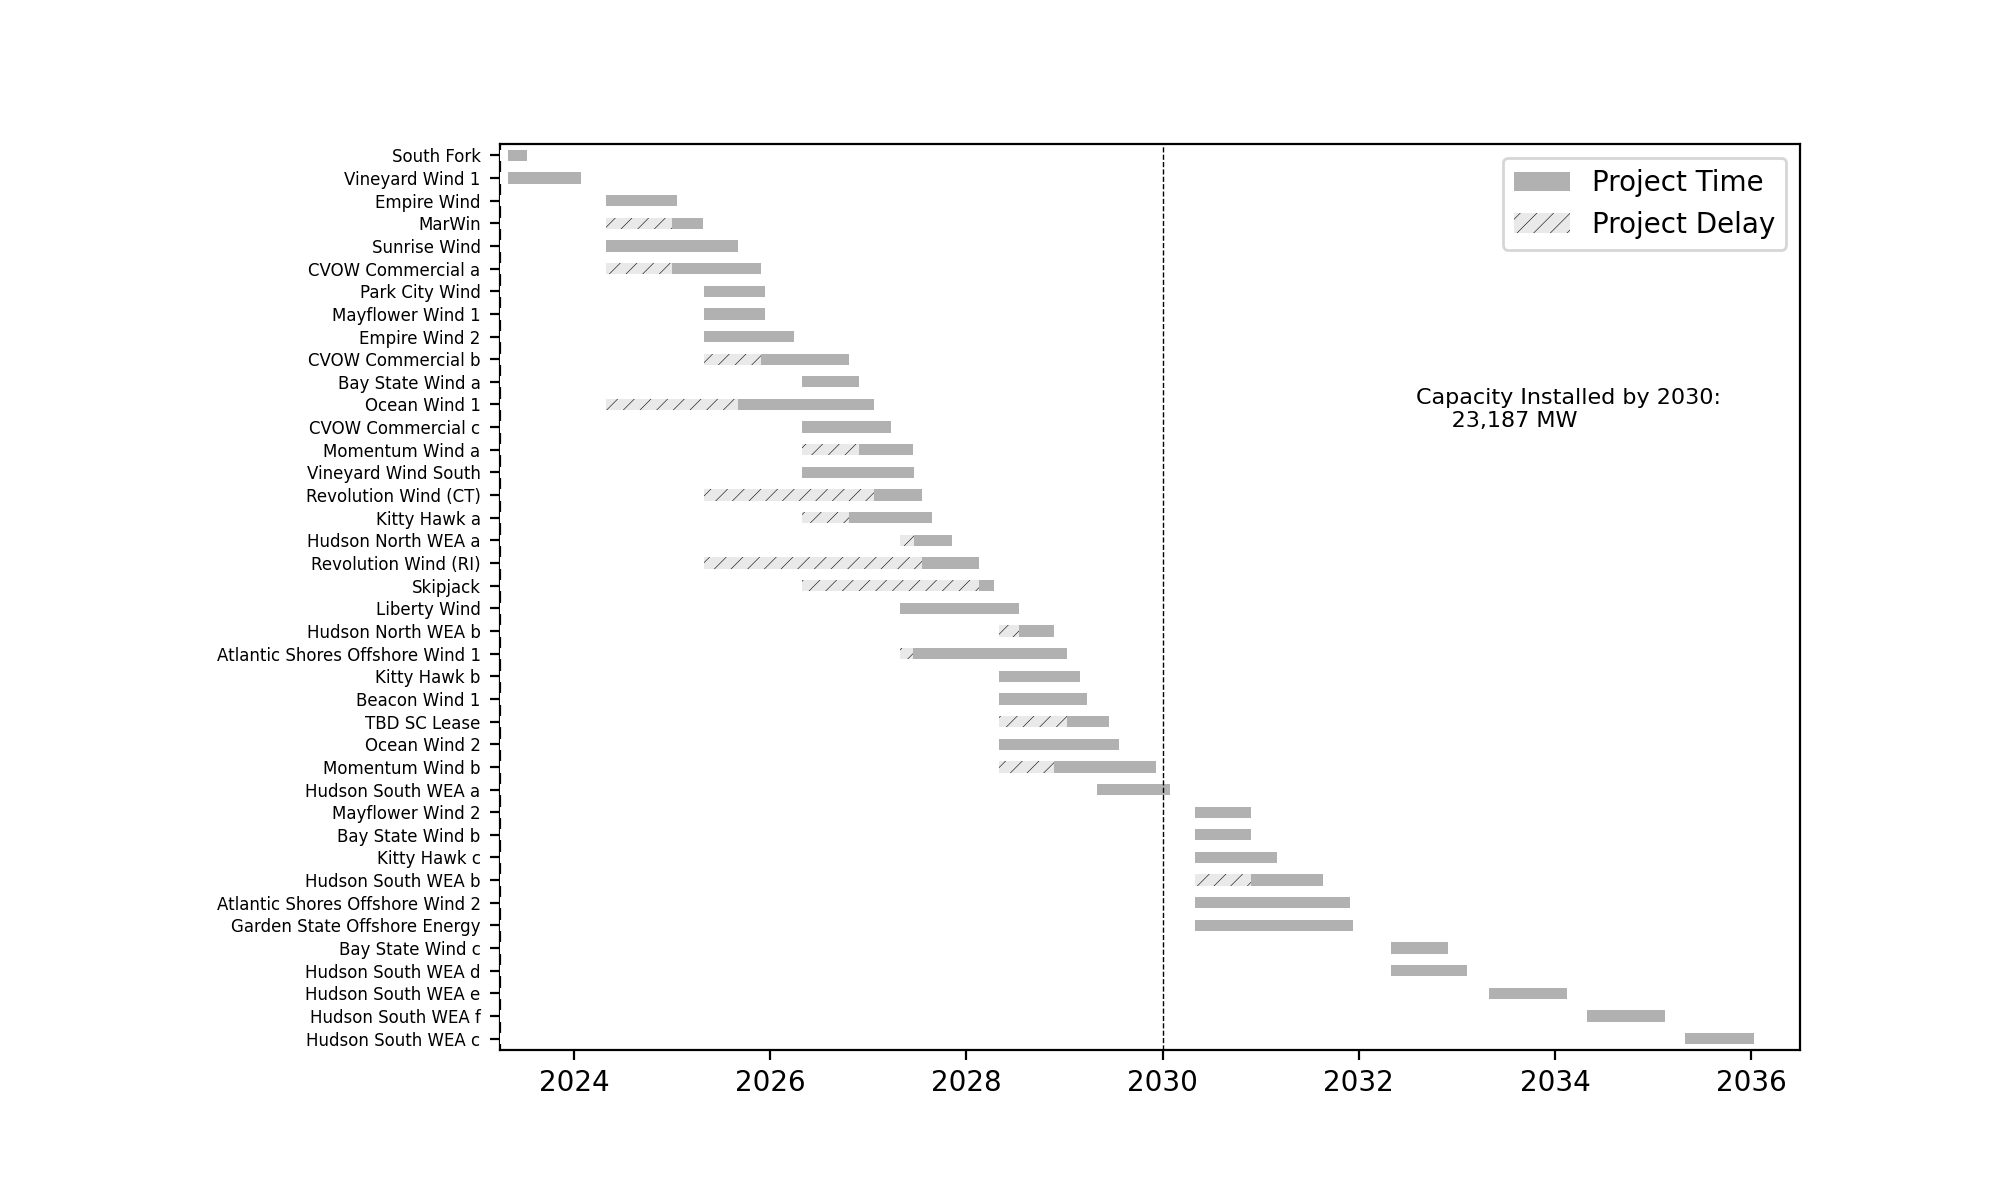 South Fork
Vineyard Wind 1
Empire Wind
MarWin
Sunrise Wind
CVOW Commercial a
Park City Wind
Mayflower Wind 1
Empire Wind 2
CVOW Commercial b
Bay State Wind a
Ocean Wind 1
CVOW Commercial c
Momentum Wind a
Vineyard Wind South
Revolution Wind (CT)
Kitty Hawk a
Hudson North WEA a
Revolution Wind (RI)
Skipjack
Liberty Wind
Hudson North WEA b
Atlantic Shores Offshore Wind 1
Kitty Hawk b
Beacon Wind 1
TBD SC Lease
Ocean Wind 2
Momentum Wind b
Hudson South WEA a
Mayflower Wind 2
Bay State Wind b
Kitty Hawk c
Hudson South WEA b
Atlantic Shores Offshore Wind 2
Garden State Offshore Energy
Bay State Wind c
Hudson South WEA d
Hudson South WEA e
Hudson South WEA f
Hudson South WEA c
Project Time
Project Delay
Capacity Installed by 2030:
23,187 MW
2024 2026 2028 2030 2032 2034 2036